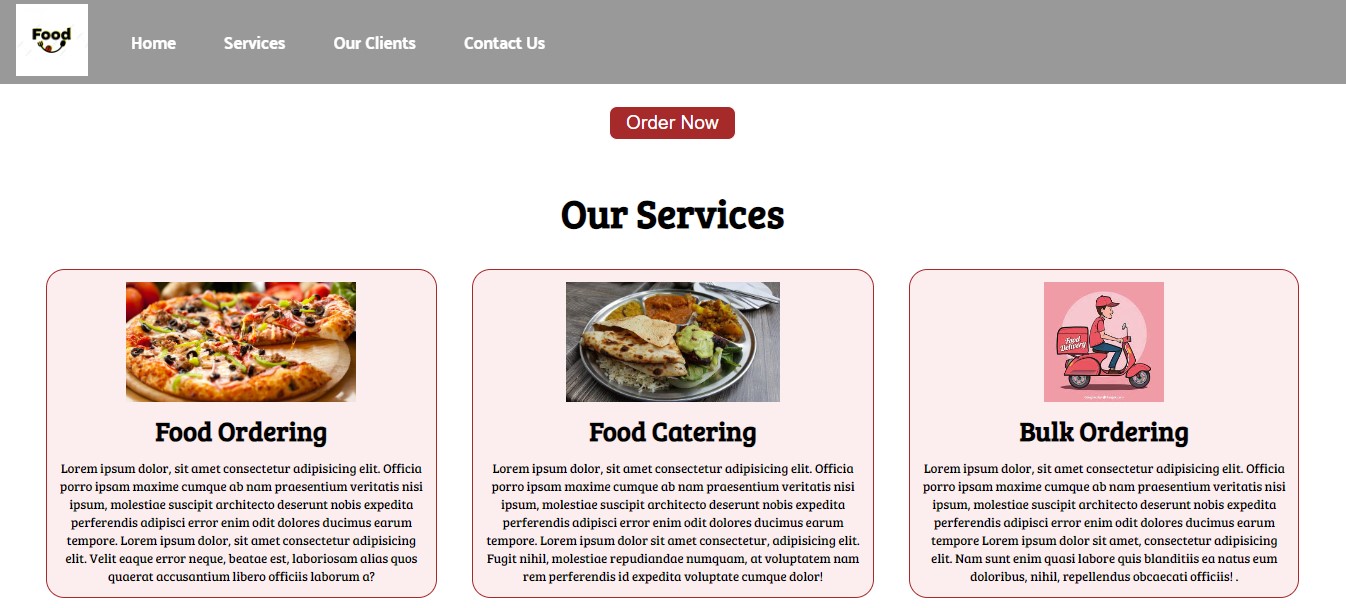 Food
Home Services Our Clients Contact Us
Order Now
Our Services
Food
Delivery
Food Ordering
Lorem ipsum dolor, sit amet consectetur adipisicing elit. Officia
porro ipsam maxime cumque ab nam praesentium veritatis nisi
ipsum, molestiae suscipit architecto deserunt nobis expedita
perferendis adipisci error enim odit dolores ducimus earum
tempore. Lorem ipsum dolor, sit amet consectetur adipisicing
elit. Velit eaque error neque, beatae est, laboriosam alias quos
quaerat accusantium libero officiis laborum a?
Food Catering
Lorem ipsum dolor, sit amet consectetur adipisicing elit. Officia
porro ipsam maxime cumque ab nam praesentium veritatis nisi
ipsum, molestiae suscipit architecto deserunt nobis expedita
perferendis adipisci error enim odit dolores ducimus earum
tempore. Lorem ipsum dolor sit amet consectetur, adipisicing elit.
Fugit nihil, molestiae repudiandae numquam, at voluptatem nam
rem perferendis id expedita voluptate cumque dolor!
Bulk Ordering
Lorem ipsum dolor, sit amet consectetur adipisicing elit. Officia
porro ipsam maxime cumque ab nam praesentium veritatis nisi
ipsum, molestiae suscipit architecto deserunt nobis expedita
perferendis adipisci error enim odit dolores ducimus earum
tempore Lorem ipsum dolor sit amet, consectetur adipisicing
elit. Nam sunt enim quasi labore quis blanditiis ea natus eum
doloribus, nihil, repellendus obcaecati officiis! .